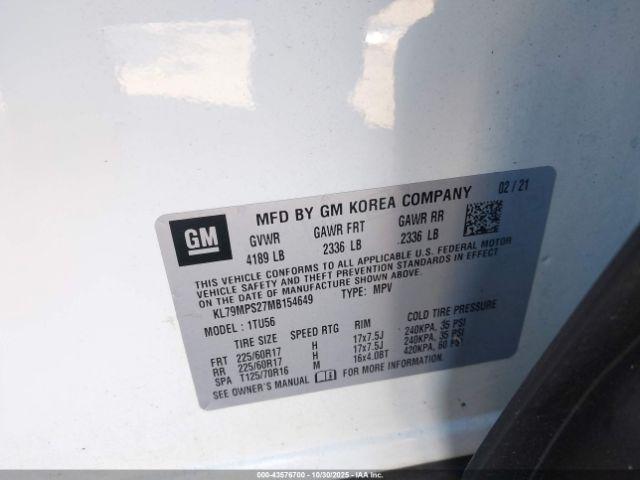 GM
MFD BY GM KOREA COMPANY 02 / 21
GVWR GAWR FRT GAWR RR
4189 LB 2336 LB 2336 LB
THIS VEHICLE CONFORMS TO ALL APPLICABLE U.S. FEDERAL MOTOR
VEHICLE SAFETY AND THEFT PREVENTION STANDARDS IN EFFECT
ON THE DATE OF MANUFACTURE SHOWN ABOVE.
KL79MPS27MB154649 TYPE: MPV
MODEL: 1TU56
TIRE SIZE SPEED RTG RIM COLD TIRE PRESSURE
FRT 225/60R17 H 17x7.5J 240KPA, 35 PSI
RR 225/60R17 H 17x7.5J 240KPA, 35 PSI
SPA T125/70R16 M 16x4.0BT 420KPA, 60 PSI
SEE OWNER'S MANUAL FOR MORE INFORMATION.
000-43576700 - 10/30/2025 - IAAI.COM